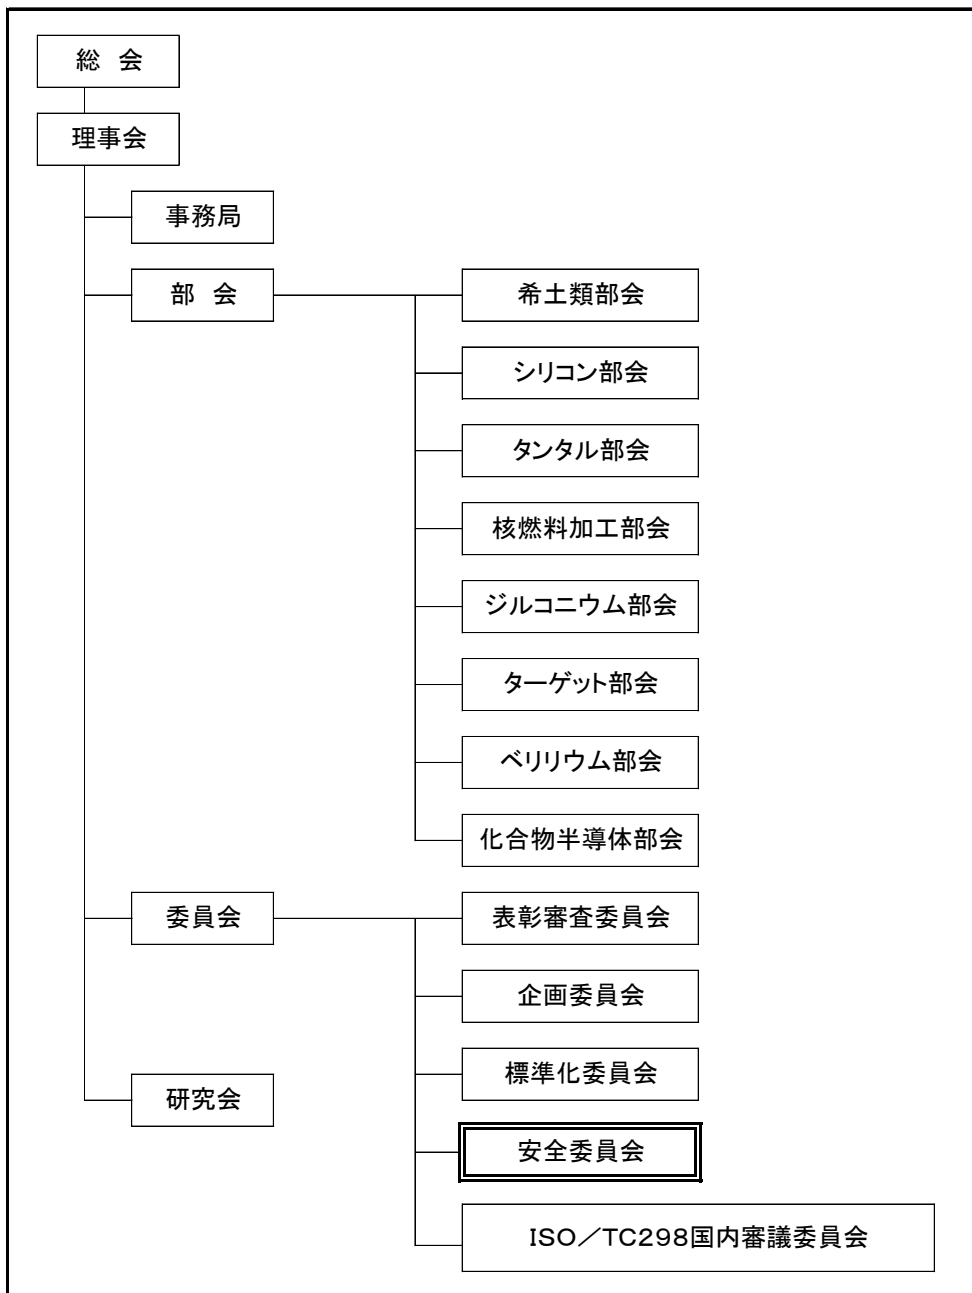 総　会
理事会
事務局
部　会
希土類部会
シリコン部会
タンタル部会
核燃料加工部会
ジルコニウム部会
ターゲット部会
ベリリウム部会
化合物半導体部会
委員会
表彰審査委員会
企画委員会
標準化委員会
研究会
安全委員会
ISO／TC298国内審議委員会